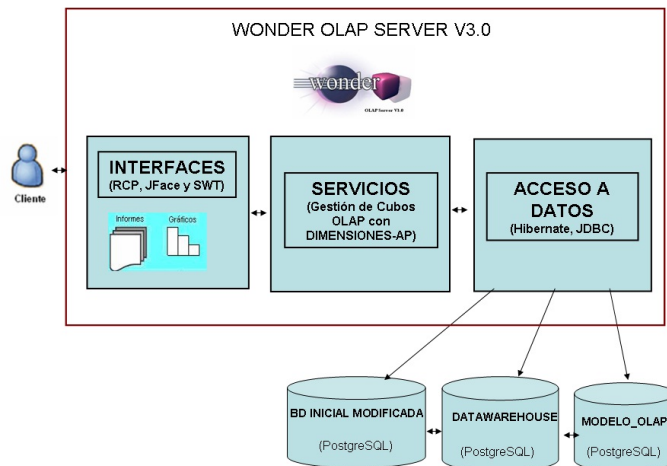 WONDER OLAP SERVER V3.0
wonder
OLAP Server V3.0
Cliente
INTERFACES
(RCP, JFace y SWT)
Informes
Gráficos
SERVICIOS
(Gestión de Cubos
OLAP con
DIMENSIONES-AP)
ACCESO A
DATOS
(Hibernate, JDBC)
BD INICIAL MODIFICADA
(PostgreSQL)
DATAWAREHOUSE
(PostgreSQL)
MODELO_OLAP
(PostgreSQL)